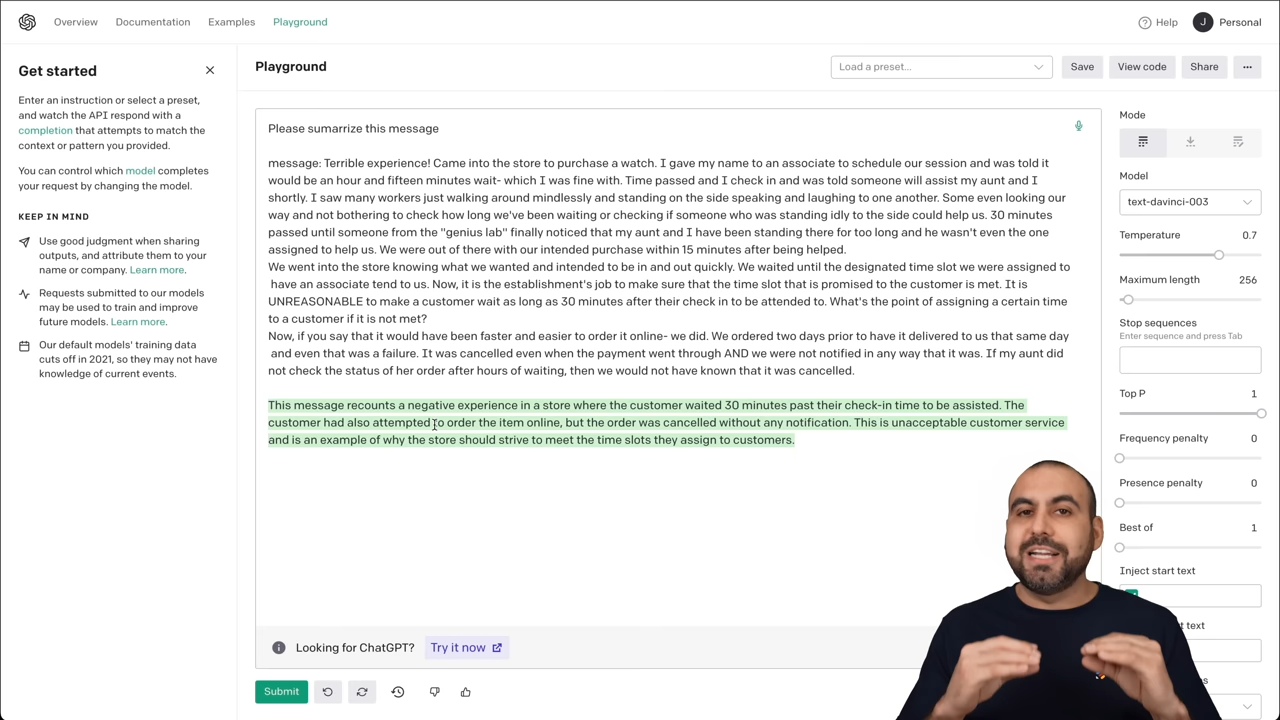 Overview
Documentation
Examples
Playground
Help
J
Personal
Get started
Enter an instruction or select a preset,
and watch the API respond with a
completion that attempts to match the
context or pattern you provided.
You can control which model completes
your request by changing the model.
KEEP IN MIND
Use good judgment when sharing
outputs, and attribute them to your
name or company. Learn more.
Requests submitted to our models
may be used to train and improve
future models. Learn more.
Our default models' training data
cuts off in 2021, so they may not have
knowledge of current events.
Playground
Load a preset...
Save
View code
Share
Please sumarrize this message
message: Terrible experience! Came into the store to purchase a watch. I gave my name to an associate to schedule our session and was told it
would be an hour and fifteen minutes wait- which I was fine with. Time passed and I check in and was told someone will assist my aunt and I
shortly. I saw many workers just walking around mindlessly and standing on the side speaking and laughing to one another. Some even looking our
way and not bothering to check how long we've been waiting or checking if someone who was standing idly to the side could help us. 30 minutes
passed until someone from the "genius lab" finally noticed that my aunt and I have been standing there for too long and he wasn't even the one
assigned to help us. We were out of there with our intended purchase within 15 minutes after being helped.
We went into the store knowing what we wanted and intended to be in and out quickly. We waited until the designated time slot we were assigned to
have an associate tend to us. Now, it is the establishment's job to make sure that the time slot that is promised to the customer is met. It is
UNREASONABLE to make a customer wait as long as 30 minutes after their check in to be attended to. What's the point of assigning a certain time
to a customer if it is not met?
Now, if you say that it would have been faster and easier to order it online- we did. We ordered two days prior to have it delivered to us that same day
and even that was a failure. It was cancelled even when the payment went through AND we were not notified in any way that it was. If my aunt did
not check the status of her order after hours of waiting, then we would not have known that it was cancelled.
This message recounts a negative experience in a store where the customer waited 30 minutes past their check-in time to be assisted. The
customer had also attempted to order the item online, but the order was cancelled without any notification. This is unacceptable customer service
and is an example of why the store should strive to meet the time slots they assign to customers.
Looking for ChatGPT?
Try it now
Submit
Mode
Model
text-davinci-003
Temperature 0.7
Maximum length 256
Stop sequences
Enter sequence and press Tab
Top P 1
Frequency penalty 0
Presence penalty 0
Best of 1
Inject start text
text